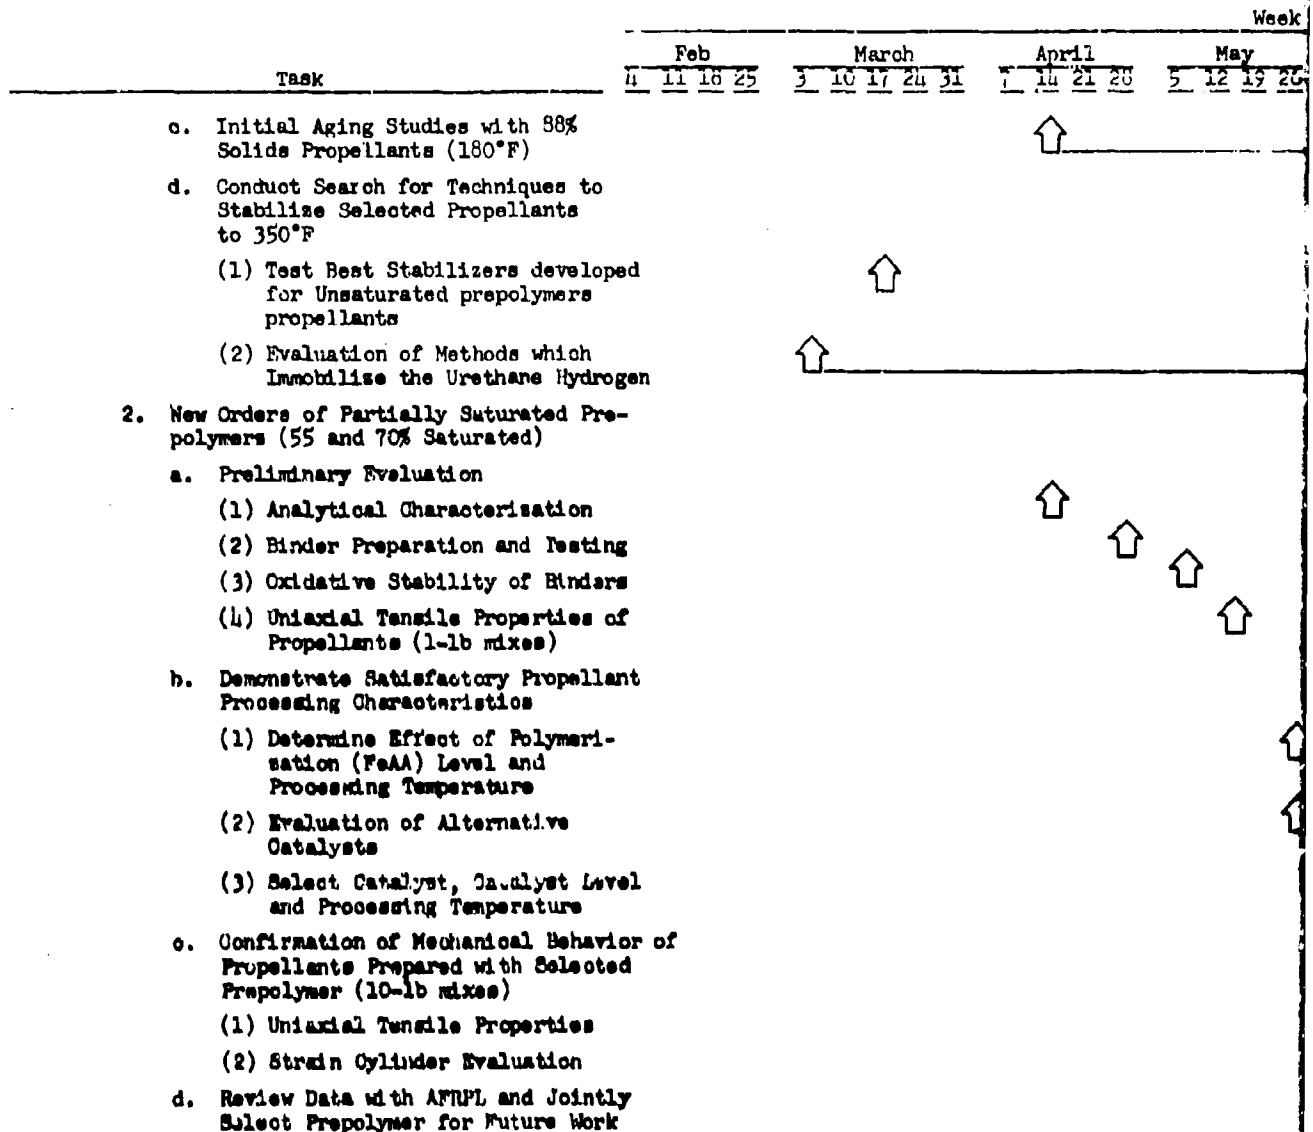 Week
Feb March April May
Task 4 11 18 25 3 10 17 24 31 7 14 21 28 5 12 19 26
c. Initial Aging Studies with 88%
Solids Propellants (180°F)
d. Conduct Search for Techniques to
Stabilize Selected Propellants
to 350°F
(1) Test Best Stabilizers developed
for Unsaturated prepolymers
propellants
(2) Evaluation of Methods which
Immobilize the Urethane Hydrogen
2. New Orders of Partially Saturated Pre-
polymers (55 and 70% Saturated)
a. Preliminary Evaluation
(1) Analytical Characterization
(2) Binder Preparation and Testing
(3) Oxidative Stability of Binders
(4) Uniaxial Tensile Properties of
Propellants (1-lb mixes)
b. Demonstrate Satisfactory Propellant
Processing Characteristics
(1) Determine Effect of Polymeri-
zation (FeAA) Level and
Processing Temperature
(2) Evaluation of Alternative
Catalysts
(3) Select Catalyst, Catalyst Level
and Processing Temperature
c. Confirmation of Mechanical Behavior of
Propellants Prepared with Selected
Prepolymer (10-lb mixes)
(1) Uniaxial Tensile Properties
(2) Strain Cylinder Evaluation
d. Review Data with AFRPL and Jointly
Select Prepolymer for Future Work